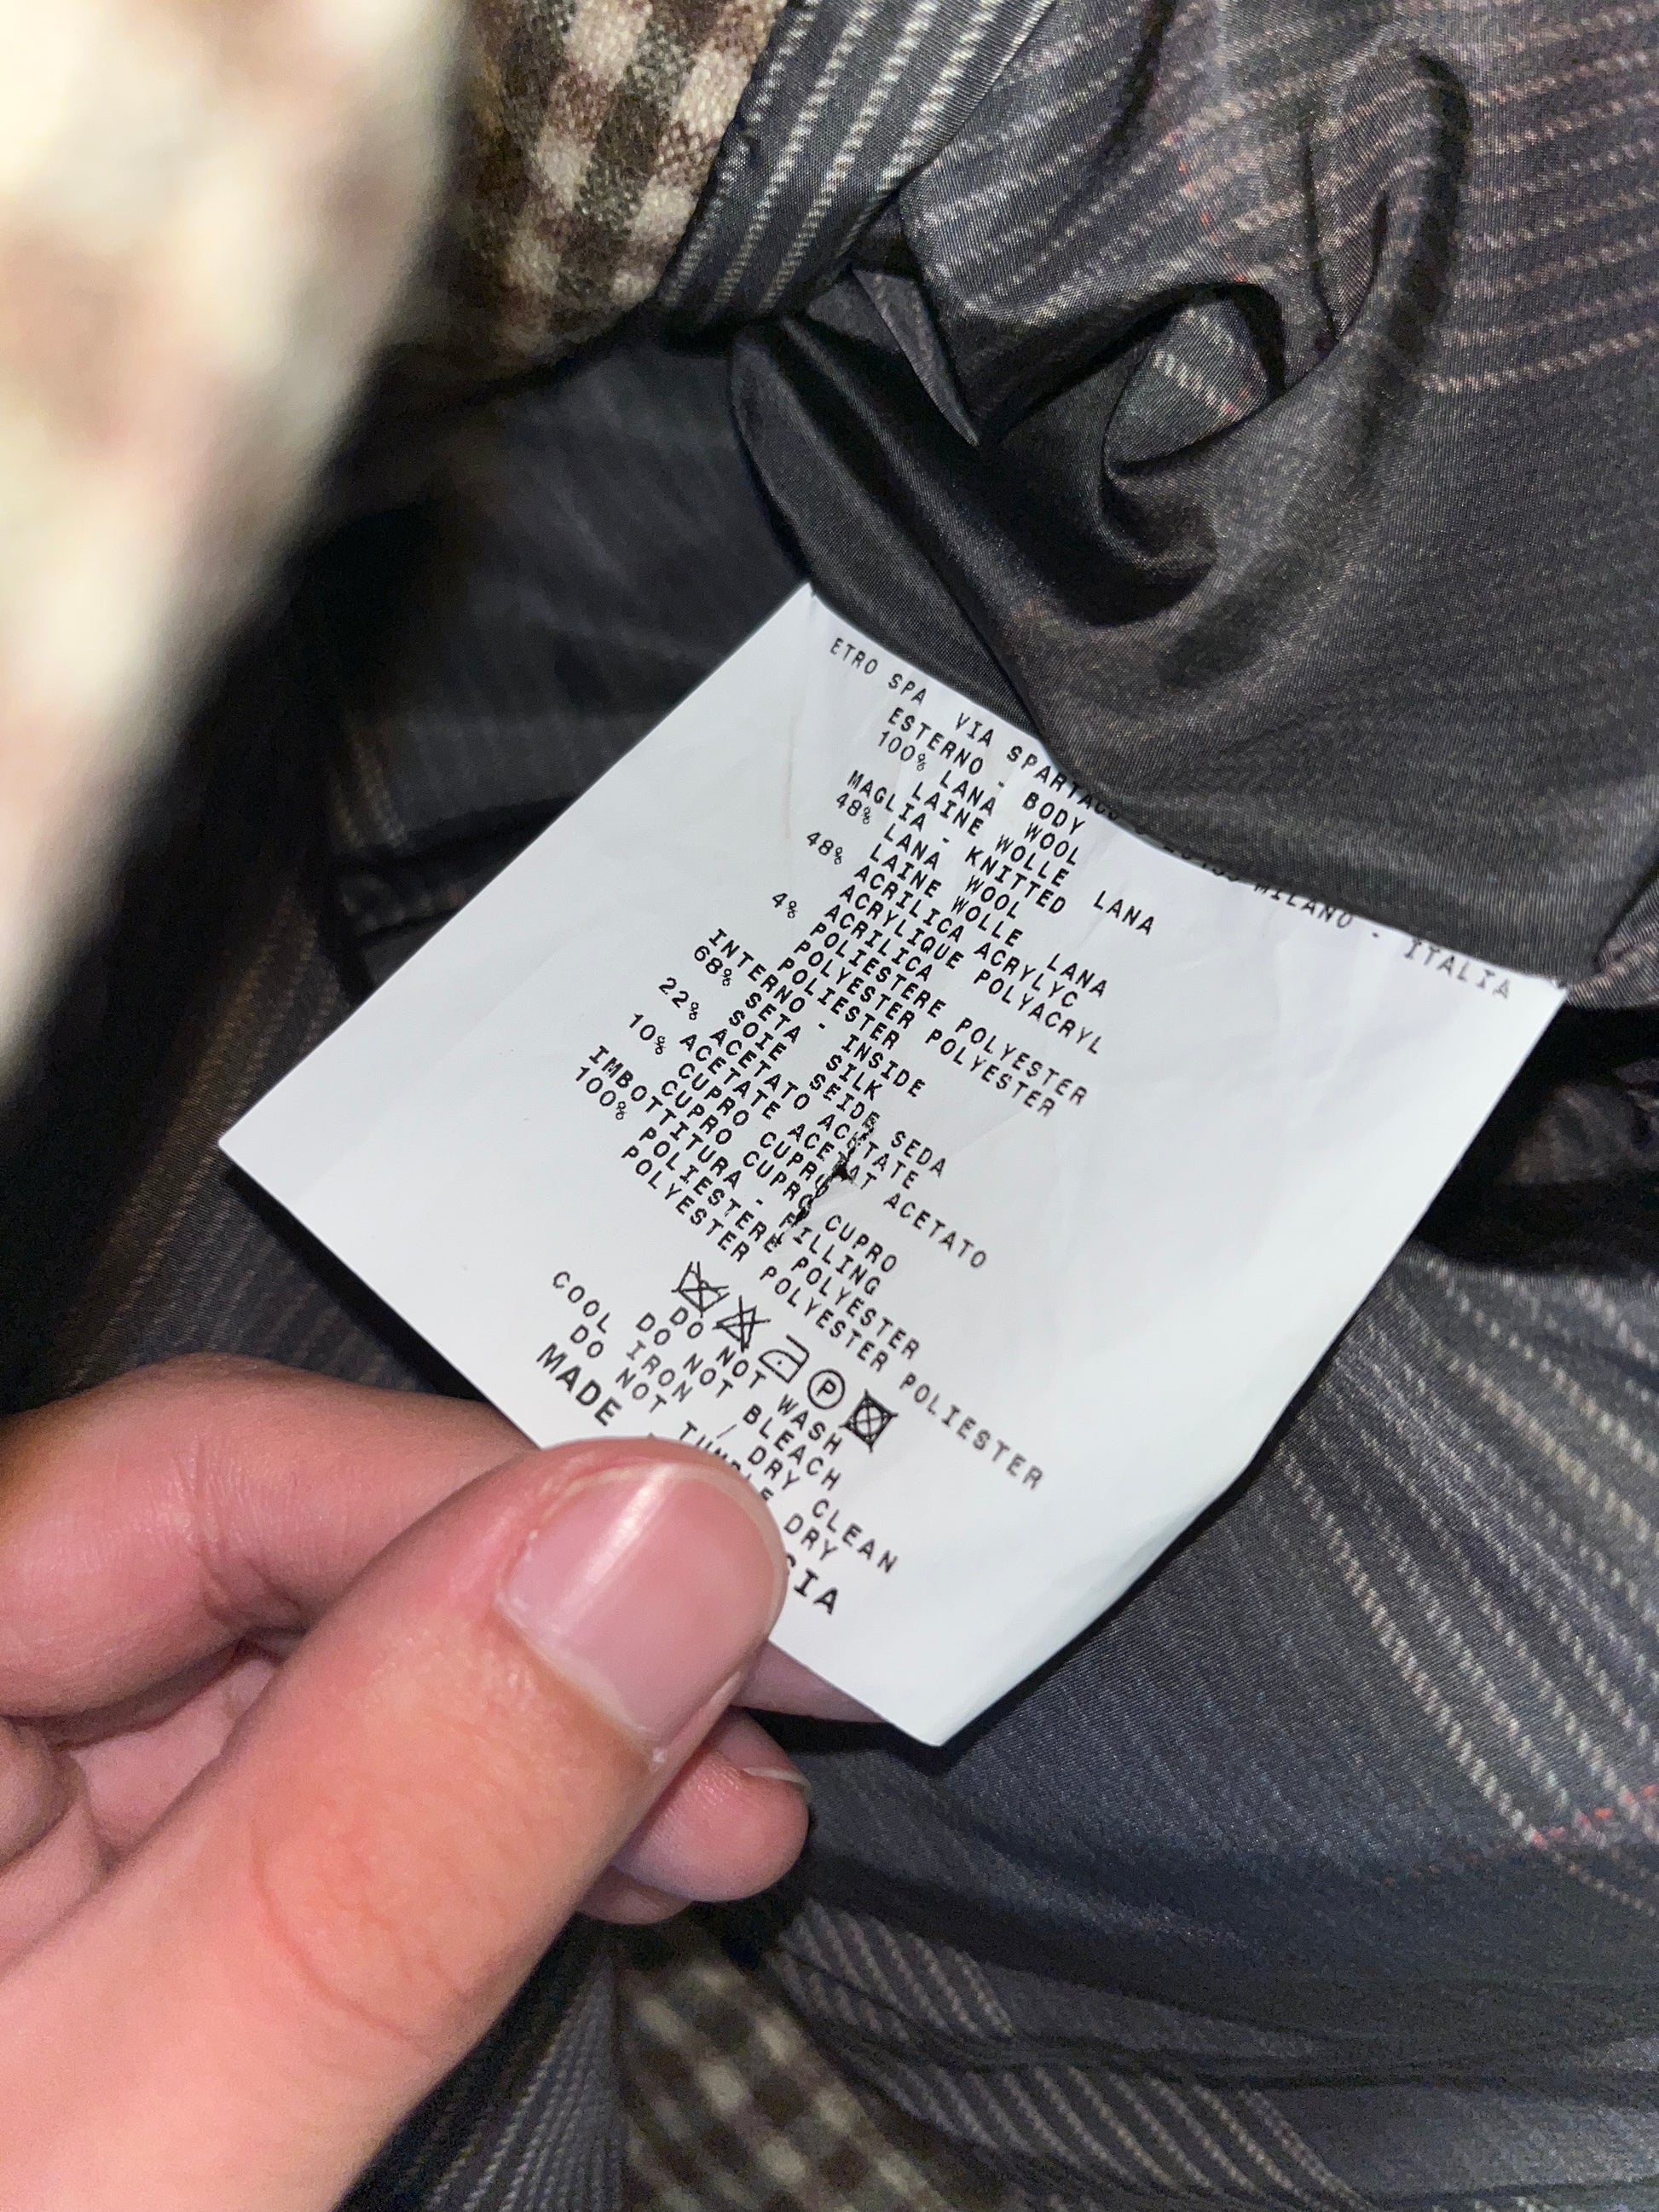 ETRO SPA VIA SPARTACO MILANO - ITALIA
ESTERNO - BODY
100% LANA WOOL
LAINE WOLLE LANA
MAGLIA - KNITTED
48% LANA WOOL
LAINE WOLLE LANA
48% ACRILICA ACRYLYC
ACRYLIQUE POLYACRYL
ACRILICA
4% POLIESTERE POLYESTER
POLYESTER POLYESTER
POLIESTER
INTERNO - INSIDE
68% SETA SILK
SOIE SEIDE SEDA
22% ACETATO ACETATE
ACETATE ACETAT ACETATO
10% CUPRO CUPRO
CUPRO CUPRO CUPRO
IMBOTTITURA - FILLING
100% POLIESTERE POLYESTER
POLYESTER POLYESTER POLIESTER
P
DO NOT WASH
DO NOT BLEACH
COOL IRON / DRY CLEAN
DO NOT TUMBLE DRY
MADE